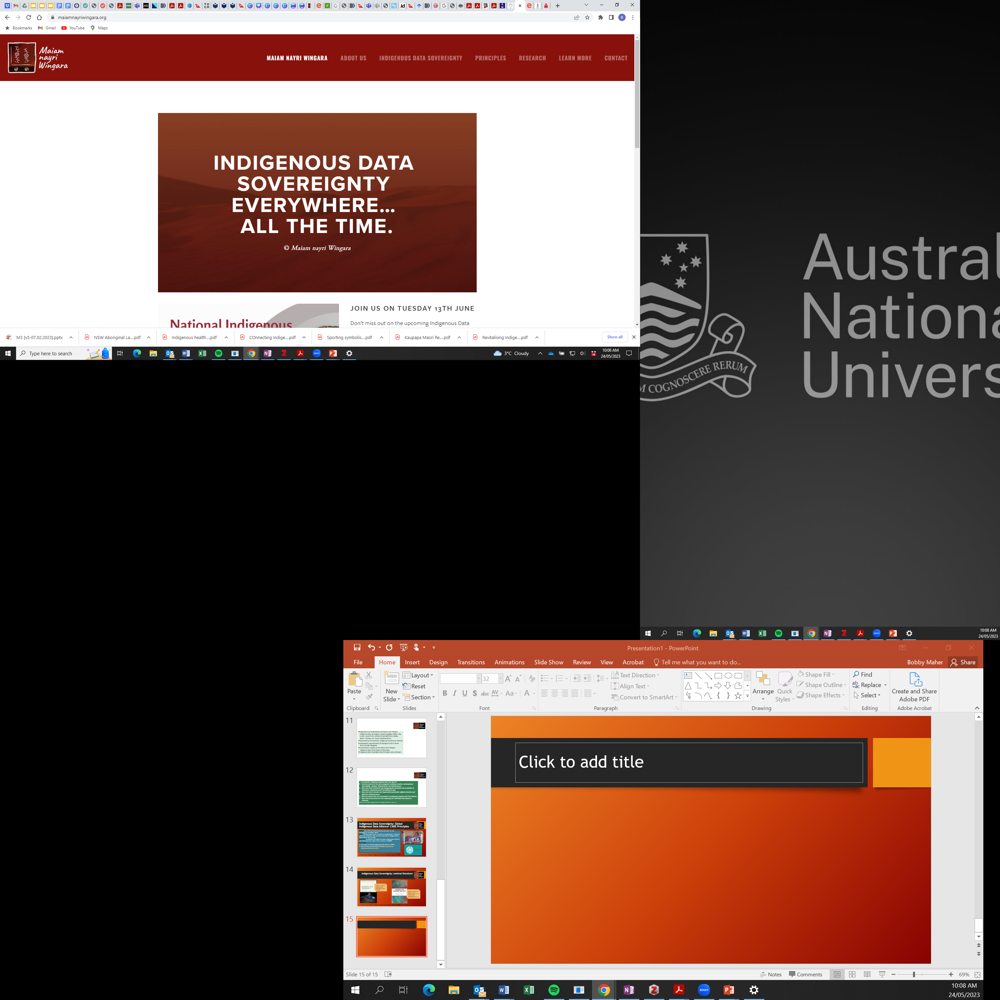 maiamnayriwingara.org
Bookmarks Gmail YouTube Maps
Maiam
nayri
Wingara
MAIAM NAYRI WINGARA ABOUT US INDIGENOUS DATA SOVEREIGNTY PRINCIPLES RESEARCH LEARN MORE CONTACT
INDIGENOUS DATA
SOVEREIGNTY
EVERYWHERE...
ALL THE TIME.
© Maiam nayri Wingara
National Indigenous
JOIN US ON TUESDAY 13TH JUNE
Don't miss out on the upcoming Indigenous Data
M3 [v5-07.02.2023].pptx NSW Aboriginal La....pdf Indigenous health....pdf COnnecting Indige....pdf Sporting symbolis....pdf Kaupapa Maori Re....pdf Revitalising Indige....pdf Show all
Type here to search 3°C Cloudy 10:08 AM
24/05/2023
Austral
Nationa
Univers
M COGNOSCERE RERUM
10:08 AM
24/05/2023
Presentation1 - PowerPoint
File Home Insert Design Transitions Animations Slide Show Review View Acrobat Tell me what you want to do... Bobby Maher Share
Paste
New
Slide
Layout
Reset
Section
32
B I U S abc AV Aa A
Text Direction
Align Text
Convert to SmartArt
Arrange
Quick
Styles
Shape Fill
Shape Outline
Shape Effects
Find
Replace
Select
Create and Share
Adobe PDF
Clipboard Slides Font Paragraph Drawing Editing Adobe Acrobat
11
12
13
Indigenous Data Sovereignty: Global
Indigenous Data Alliance- CARE Principles
14
Indigenous Data Sovereignty: seminal literature
15
Click to add title
Slide 15 of 15 Notes Comments 69%
10:08 AM
24/05/2023